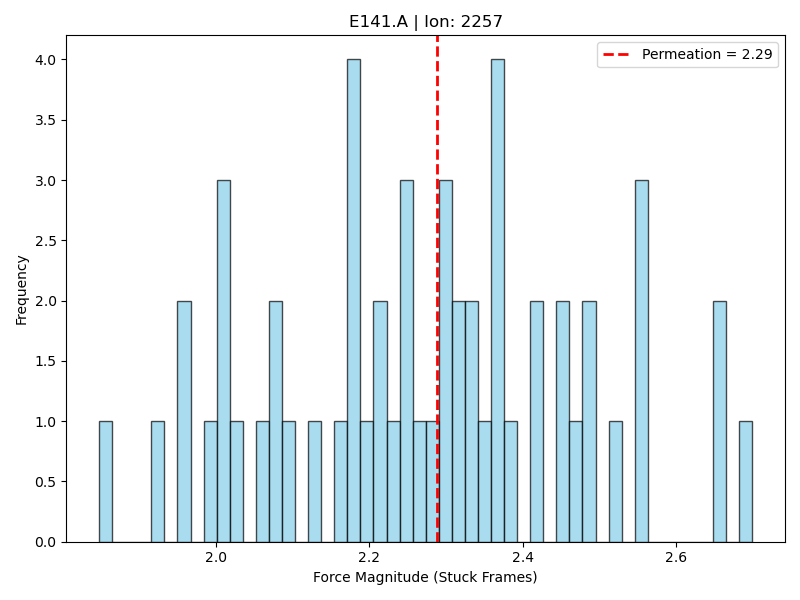 E141.A | Ion: 2257
Permeation = 2.29
Frequency
4.0
3.5
3.0
2.5
2.0
1.5
1.0
0.5
0.0
2.0 2.2 2.4 2.6
Force Magnitude (Stuck Frames)